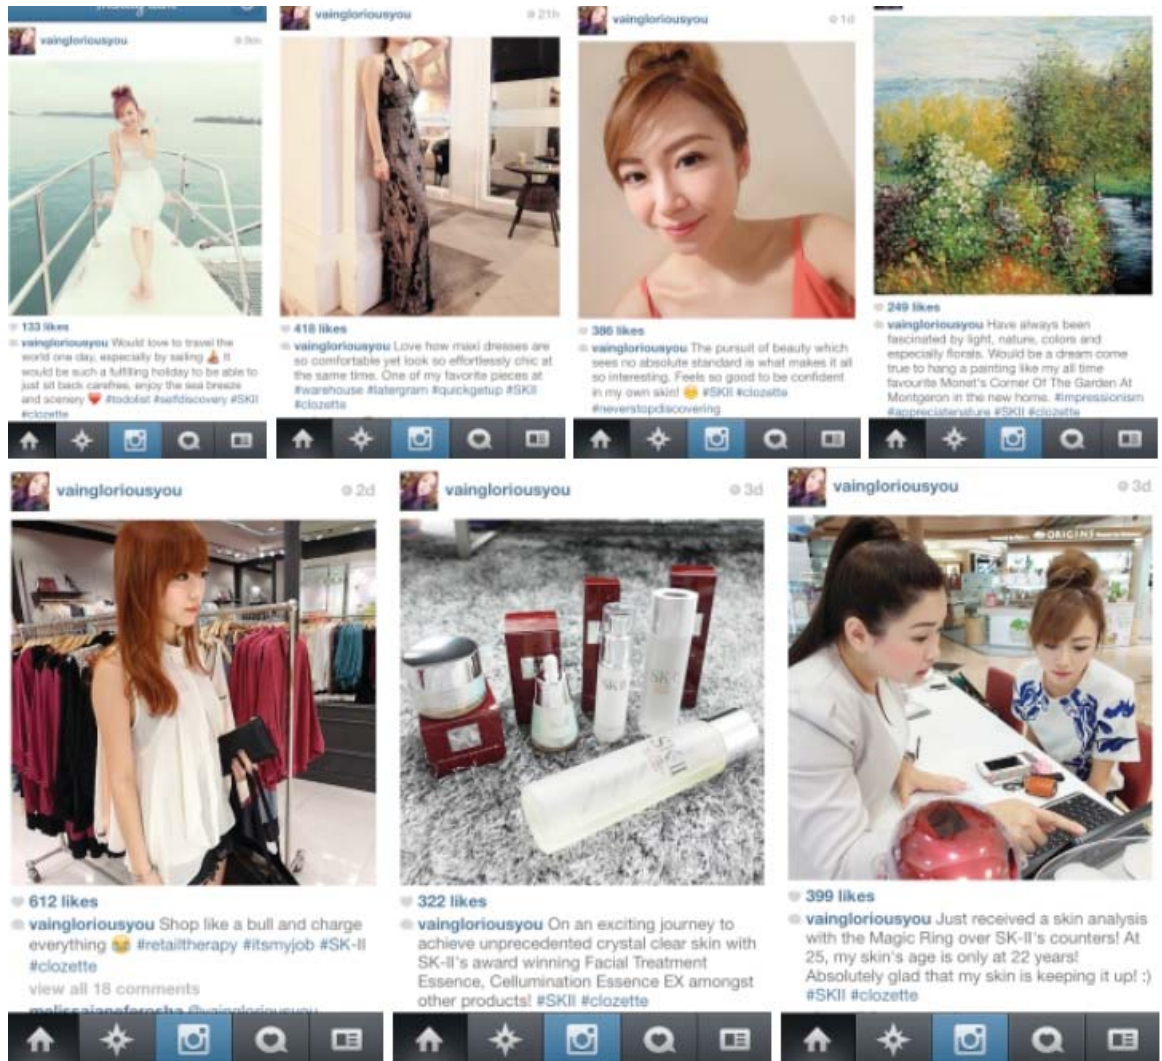 vaingloriousyou 9m
133 likes
vaingloriousyou Would love to travel the
world one day, especially by sailing 👍 It
would be such a fulfilling holiday to be able to
just sit back carefree, enjoy the sea breeze
and scenery ❤️ #todolist #selfdiscovery #SKII
#clozette
vaingloriousyou 21h
418 likes
vaingloriousyou Love how maxi dresses are
so comfortable yet look so effortlessly chic at
the same time. One of my favorite pieces at
#warehouse #latergram #quickgetup #SKII
#clozette
vaingloriousyou 1d
386 likes
vaingloriousyou The pursuit of beauty which
sees no absolute standard is what makes it all
so interesting. Feels so good to be confident
in my own skin! 😊 #SKII #clozette
#neverstopdiscovering
249 likes
vaingloriousyou Have always been
fascinated by light, nature, colors and
especially florals. Would be a dream come
true to hang a painting like my all time
favourite Monet's Corner Of The Garden At
Montgeron in the new home. #impressionism
#appreciatenature #SKII #clozette
vaingloriousyou 2d
612 likes
vaingloriousyou Shop like a bull and charge
everything 😂 #retailtherapy #itsmyjob #SK-II
#clozette
view all 18 comments
vaingloriousyou 3d
SK-II
SK-II
SK-II
322 likes
vaingloriousyou On an exciting journey to
achieve unprecedented crystal clear skin with
SK-II's award winning Facial Treatment
Essence, Cellumination Essence EX amongst
other products! #SKII #clozette
vaingloriousyou 3d
ORIGINS
399 likes
vaingloriousyou Just received a skin analysis
with the Magic Ring over SK-II's counters! At
25, my skin's age is only at 22 years!
Absolutely glad that my skin is keeping it up! :)
#SKII #clozette